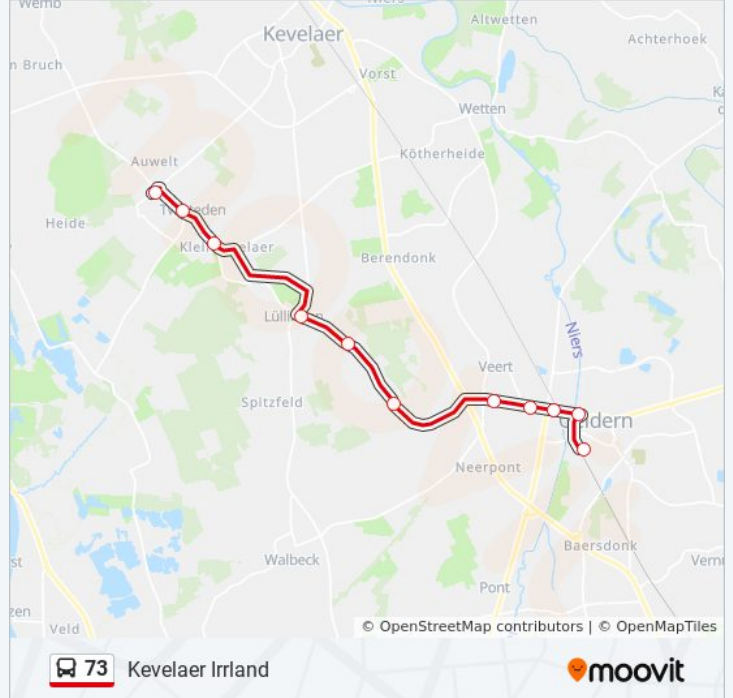 Wemb
Niers
Altwetten
Kevelaer
Achterhoek
n Bruch
Vorst
Wetten
Kötherheide
Auwelt
Heide
Berendonk
Niers
Veert
Spitzfeld
Neerpont
Baersdonk
Walbeck
Pont
Veld
© OpenStreetMap contributors | © OpenMapTiles
73 Kevelaer Irrland
moovit